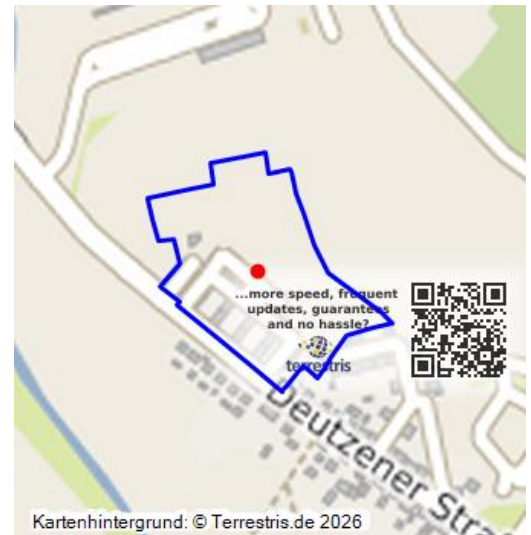 ...more speed, frequent
updates, guarantees
and no hassle?
terrestris
Deutzener Stra
Kartenhintergrund: © Terrestris.de 2026